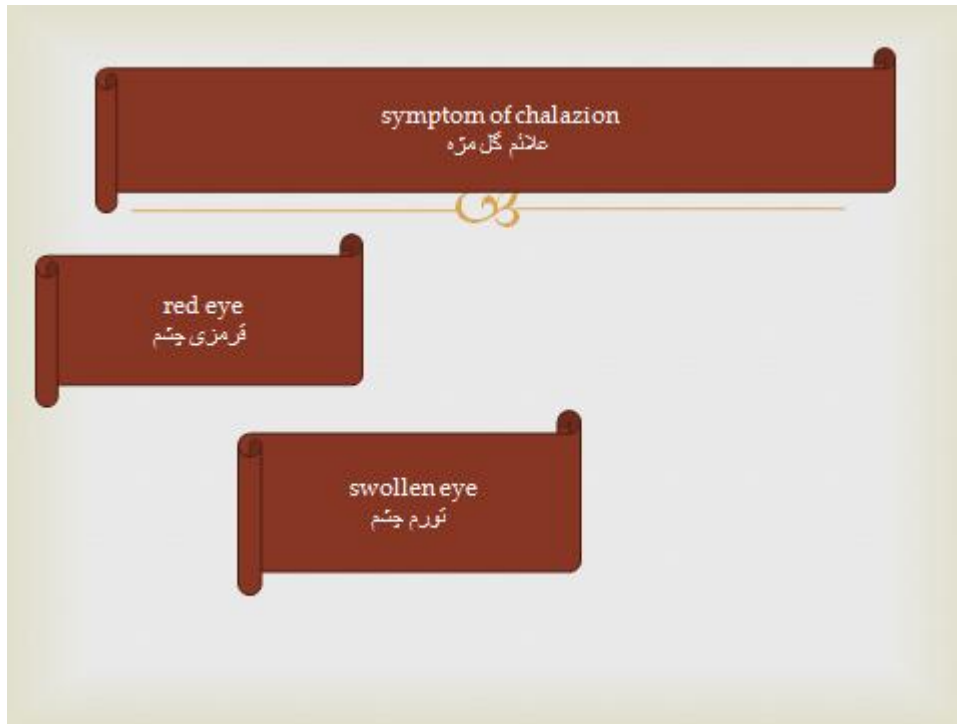 symptom of chalazion
علائم گل مژه
red eye
قرمزی چشم
swollen eye
تورم چشم